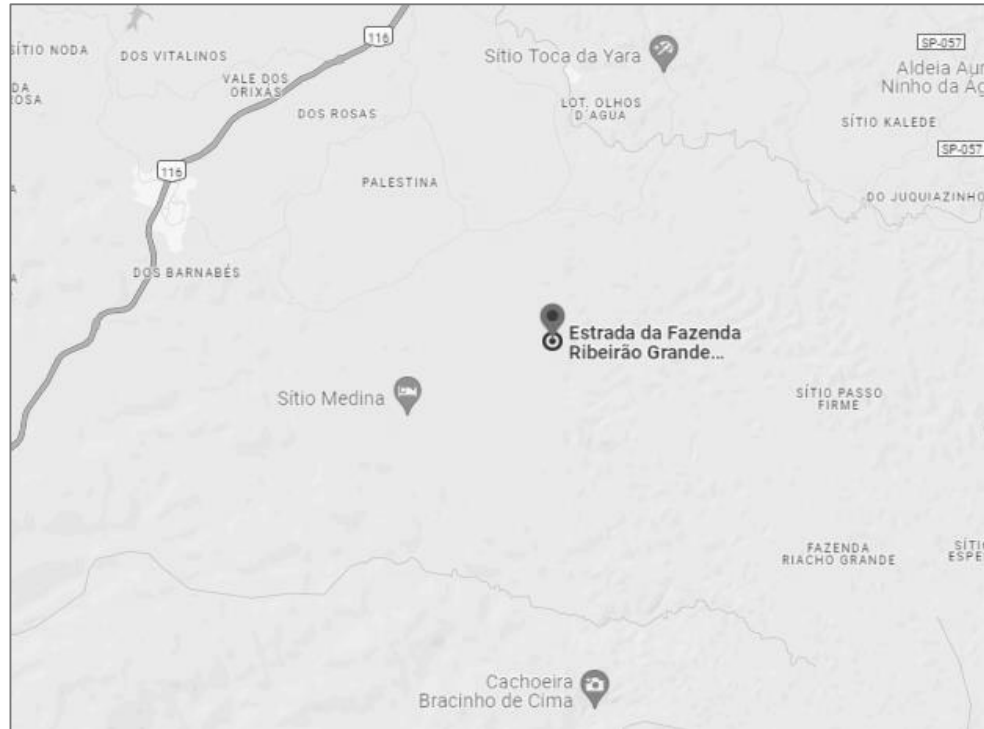 116
SÍTIO NODA
DOS VITALINOS
Sítio Toca da Yara
SP-057
VALE DOS
ORIXÁS
Aldeia Aur
Ninho da Ág
DOS ROSAS
LOT. OLHOS
D'AGUA
SÍTIO KALEDE
SP-057
116
PALESTINA
DO JUQUIAZINHO
DOS BARNABÉS
Estrada da Fazenda
Ribeirão Grande...
Sítio Medina
SÍTIO PASSO
FIRME
FAZENDA
RIACHO GRANDE
SÍTI
ESPE
Cachoeira
Bracinho de Cima